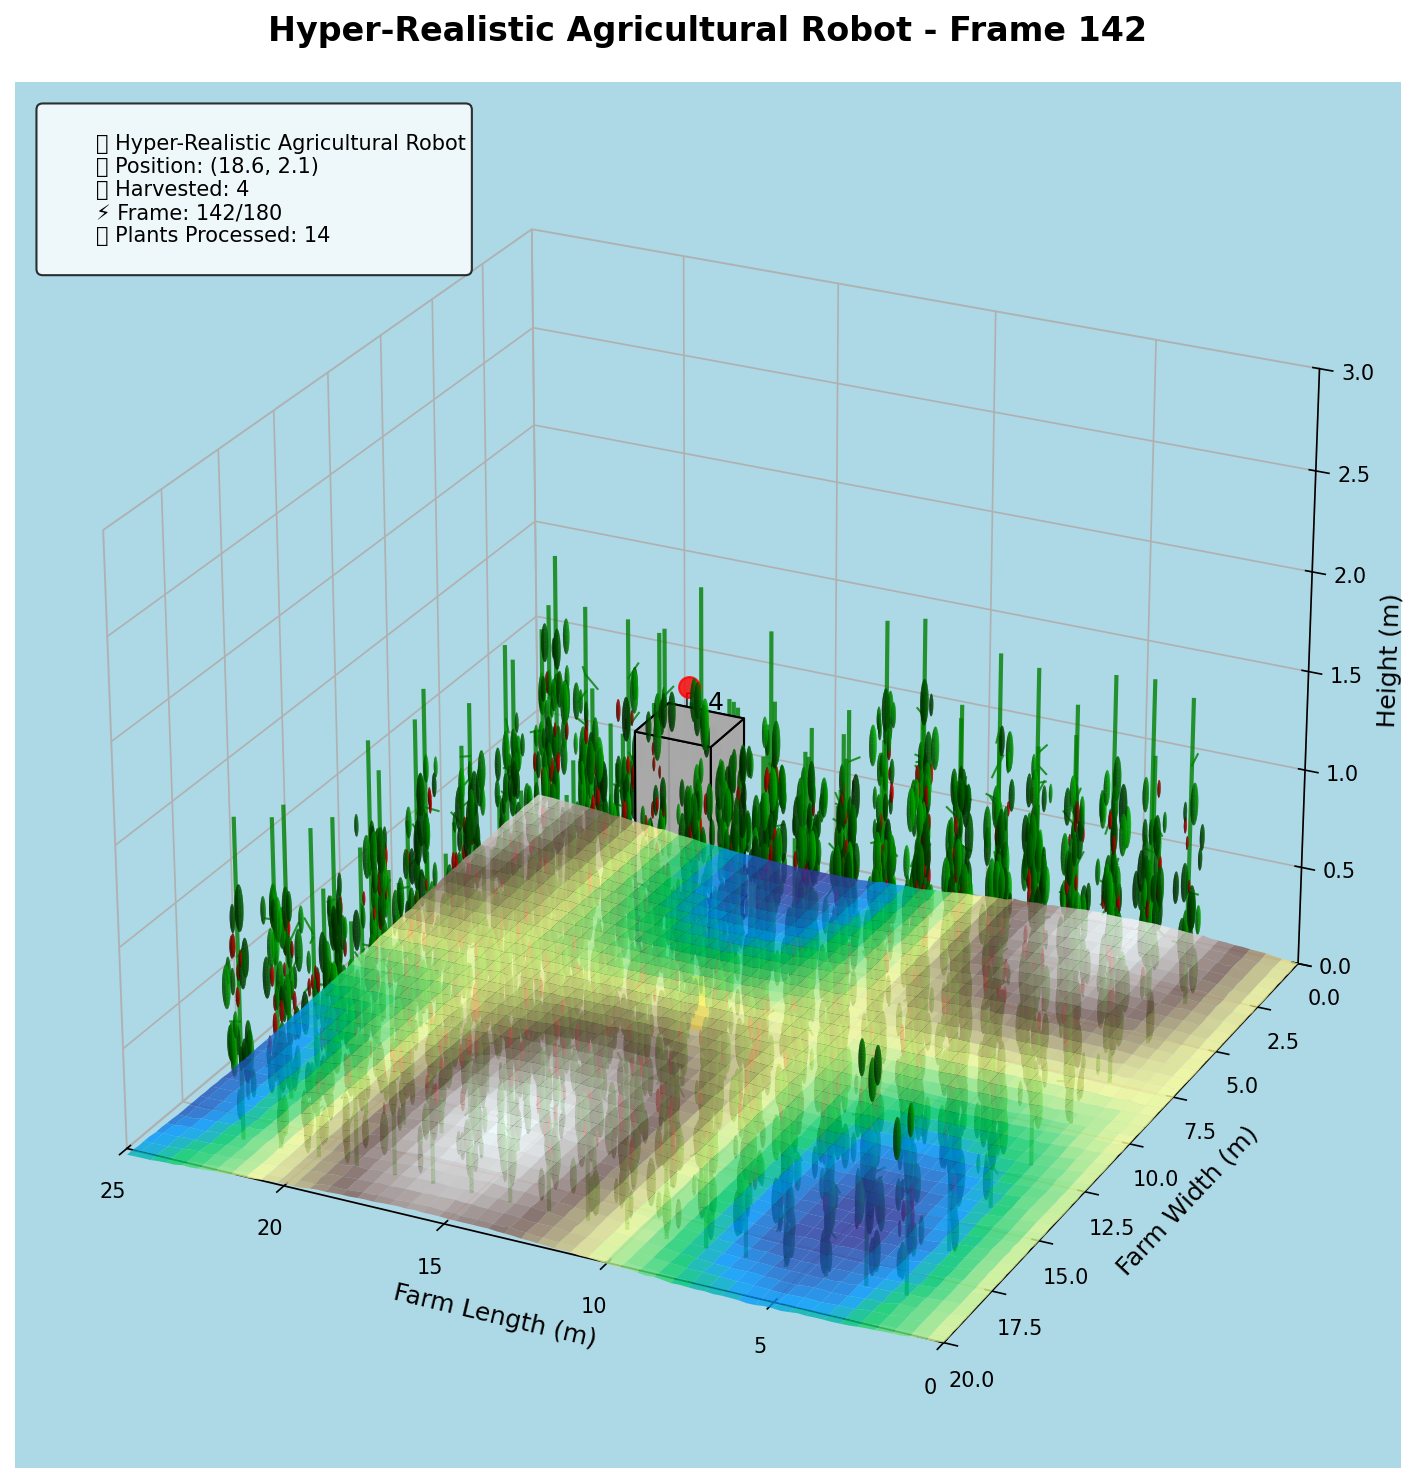 Hyper-Realistic Agricultural Robot - Frame 142
Hyper-Realistic Agricultural Robot
Position: (18.6, 2.1)
Harvested: 4
⚡ Frame: 142/180
Plants Processed: 14
4
3.0
2.5
2.0
1.5
1.0
0.5
0.0
Height (m)
0.0
2.5
5.0
7.5
10.0
12.5
15.0
17.5
20.0
Farm Width (m)
25
20
15
10
5
0
Farm Length (m)